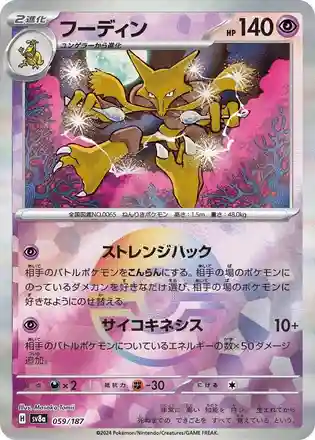 2進化
フーディン
HP 140
ユンゲラーから進化
全国図鑑NO.0065 ねんりきポケモン 高さ:1.5m 重さ:48.0kg
ストレンジハック
相手のバトルポケモンをこんらんにする。相手の場のポケモンに
のっているダメカンを好きなだけ選び、相手の場のポケモンに
好きなようにのせ替える。
サイコキネシス 10+
相手のバトルポケモンについているエネルギーの数×50ダメージ
追加。
弱点 ×2 抵抗力 -30 にげる
Illus. Masako Tomii
H sv8a 059/187
©2024 Pokémon/Nintendo/Creatures/GAME FREAK.